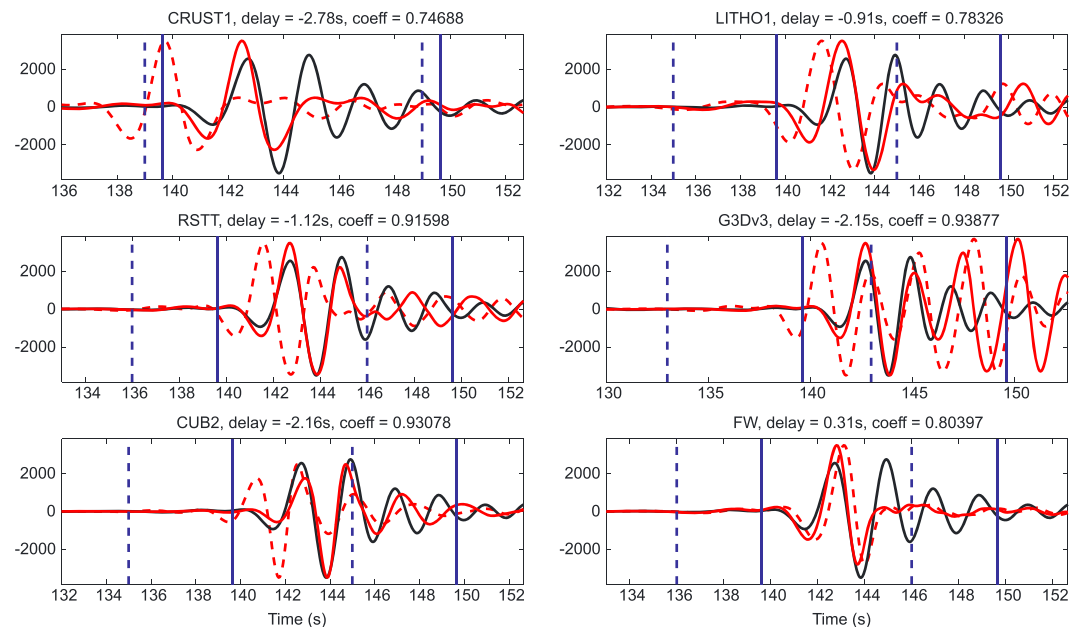 CRUST1, delay = -2.78s, coeff = 0.74688
2000
0
-2000
136 138 140 142 144 146 148 150 152
LITHO1, delay = -0.91s, coeff = 0.78326
2000
0
-2000
134 136 138 140 142 144 146 148 150 152
RSTT, delay = -1.12s, coeff = 0.91598
2000
0
-2000
134 136 138 140 142 144 146 148 150 152
G3Dv3, delay = -2.15s, coeff = 0.93877
2000
0
-2000
130 135 140 145 150
CUB2, delay = -2.16s, coeff = 0.93078
2000
0
-2000
132 134 136 138 140 142 144 146 148 150 152
Time (s)
FW, delay = 0.31s, coeff = 0.80397
2000
0
-2000
134 136 138 140 142 144 146 148 150 152
Time (s)